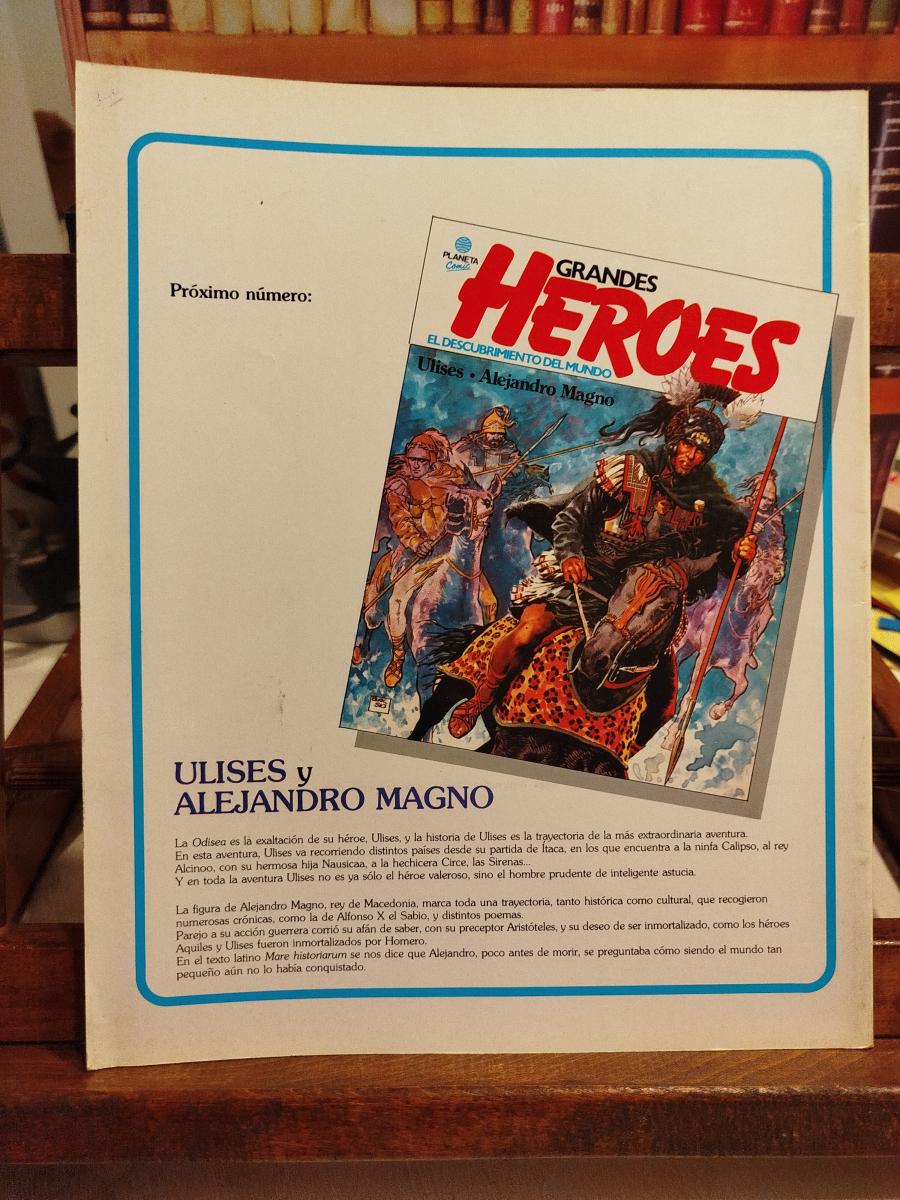 Próximo número:
PLANETA
Comic
GRANDES
HEROES
EL DESCUBRIMIENTO DEL MUNDO
Ulises • Alejandro Magno
ULISES y
ALEJANDRO MAGNO
La Odisea es la exaltación de su héroe, Ulises, y la historia de Ulises es la trayectoria de la más extraordinaria aventura.
En esta aventura, Ulises va recorriendo distintos países desde su partida de Ítaca, en los que encuentra a la ninfa Calipso, al rey
Alcinoo, con su hermosa hija Nausicaa, a la hechicera Circe, las Sirenas...
Y en toda la aventura Ulises no es ya sólo el héroe valeroso, sino el hombre prudente de inteligente astucia.
La figura de Alejandro Magno, rey de Macedonia, marca toda una trayectoria, tanto histórica como cultural, que recogieron
numerosas crónicas, como la de Alfonso X el Sabio, y distintos poemas.
Parejo a su acción guerrera corrió su afán de saber, con su preceptor Aristóteles, y su deseo de ser inmortalizado, como los héroes
Aquiles y Ulises fueron inmortalizados por Homero.
En el texto latino Mare historiarum se nos dice que Alejandro, poco antes de morir, se preguntaba cómo siendo el mundo tan
pequeño aún no lo había conquistado.